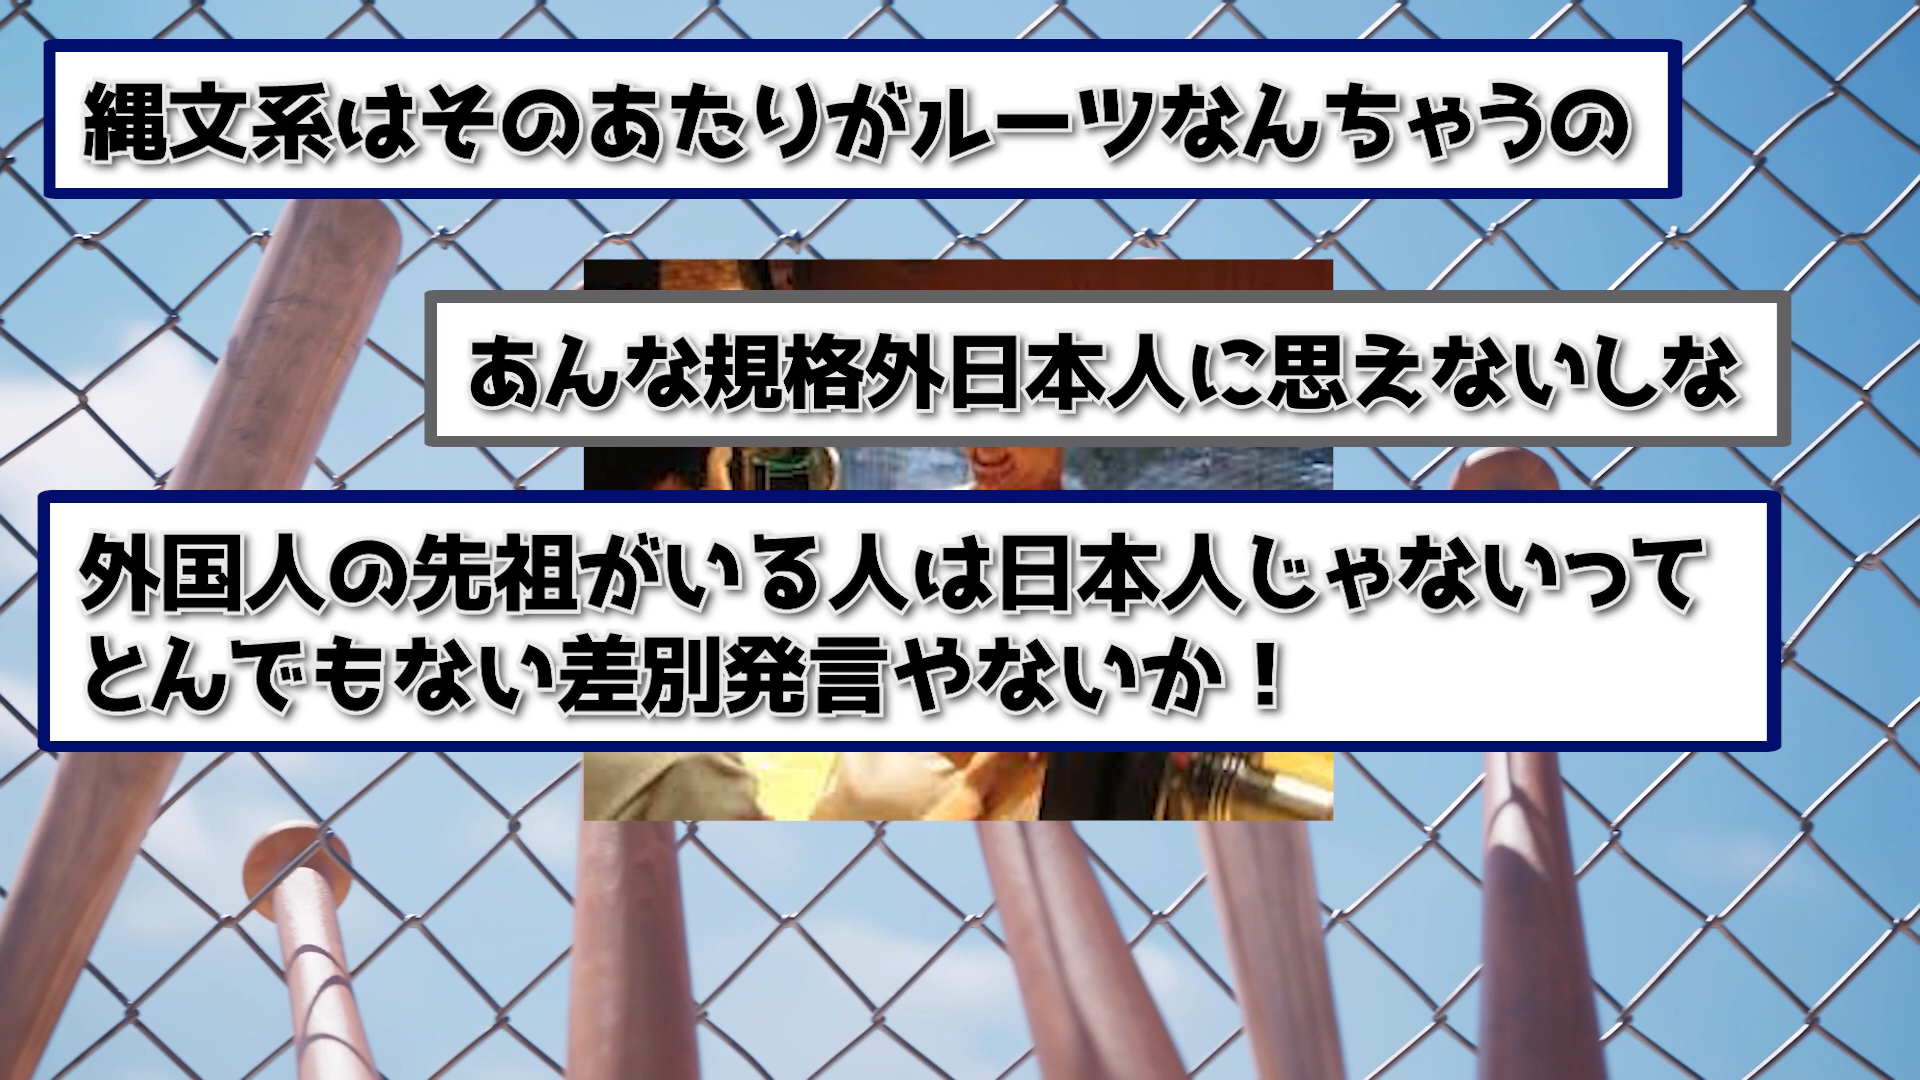 縄文系はそのあたりがルーツなんちゃうの
あんな規格外日本人に思えないしな
外国人の先祖がいる人は日本人じゃないって
とんでもない差別発言やないか！